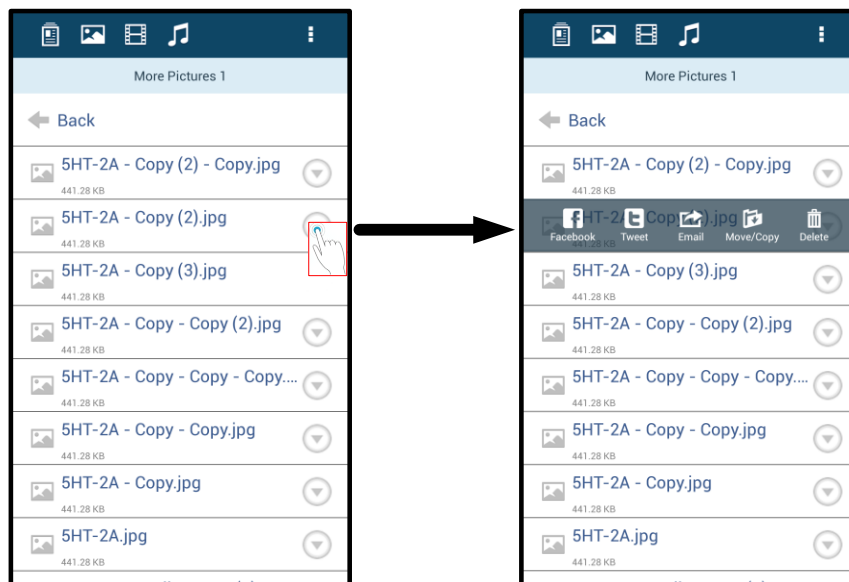 More Pictures 1
Back
5HT-2A - Copy (2) - Copy.jpg
441.28 KB
5HT-2A - Copy (2).jpg
441.28 KB
5HT-2A - Copy (3).jpg
441.28 KB
5HT-2A - Copy - Copy (2).jpg
441.28 KB
5HT-2A - Copy - Copy - Copy....
441.28 KB
5HT-2A - Copy - Copy.jpg
441.28 KB
5HT-2A - Copy.jpg
441.28 KB
5HT-2A.jpg
441.28 KB
More Pictures 1
Back
5HT-2A - Copy (2) - Copy.jpg
441.28 KB
Facebook Tweet Email Move/Copy Delete
5HT-2A - Copy (3).jpg
441.28 KB
5HT-2A - Copy - Copy (2).jpg
441.28 KB
5HT-2A - Copy - Copy - Copy....
441.28 KB
5HT-2A - Copy - Copy.jpg
441.28 KB
5HT-2A - Copy.jpg
441.28 KB
5HT-2A.jpg
441.28 KB